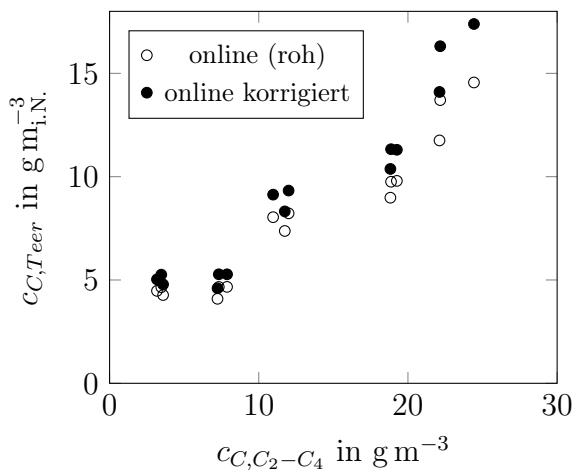 online (roh)
online korrigiert
15
10
5
0
0 10 20 30
c_{C,C_2−C_4} in g m^{−3}
c_{C,Teer} in g m^{−3}_{i.N.}